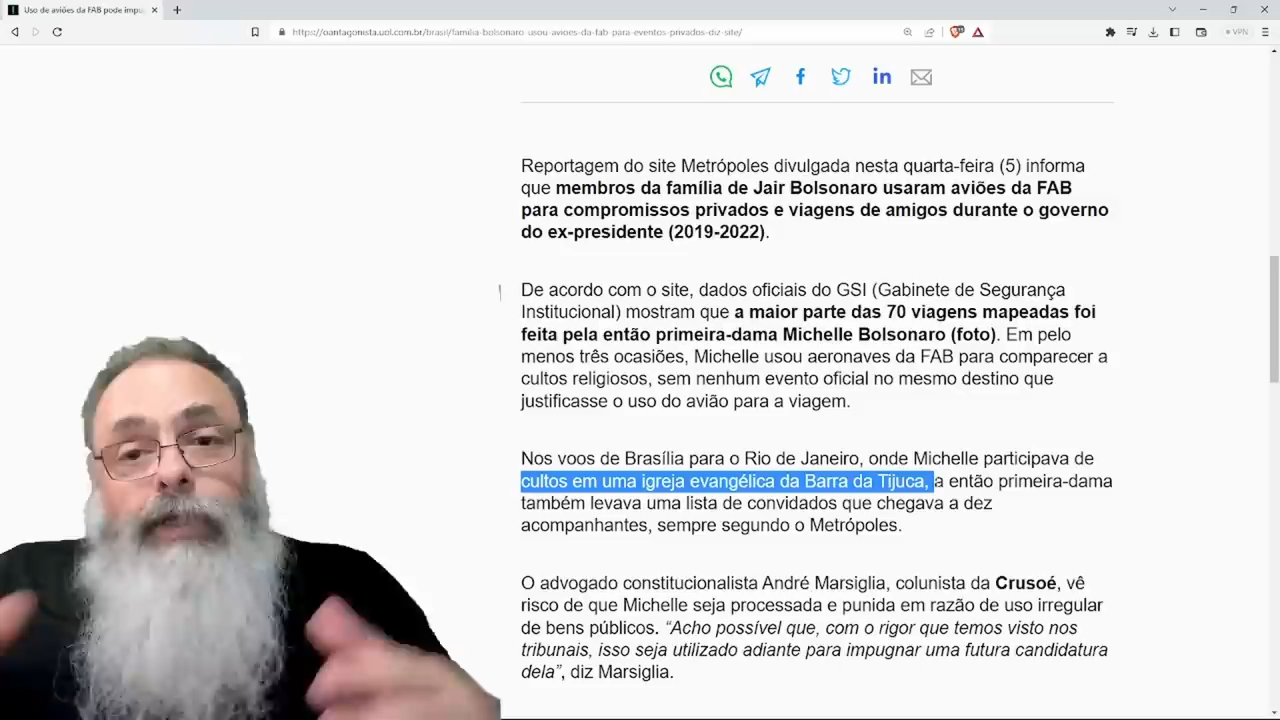 Uso de aviões da FAB pode impu
https://oantagonista.uol.com.br/brasil/familia-bolsonaro-usou-avioes-da-fab-para-eventos-privados-diz-site/
VPN
Reportagem do site Metrópoles divulgada nesta quarta-feira (5) informa
que membros da família de Jair Bolsonaro usaram aviões da FAB
para compromissos privados e viagens de amigos durante o governo
do ex-presidente (2019-2022).
De acordo com o site, dados oficiais do GSI (Gabinete de Segurança
Institucional) mostram que a maior parte das 70 viagens mapeadas foi
feita pela então primeira-dama Michelle Bolsonaro (foto). Em pelo
menos três ocasiões, Michelle usou aeronaves da FAB para comparecer a
cultos religiosos, sem nenhum evento oficial no mesmo destino que
justificasse o uso do avião para a viagem.
Nos voos de Brasília para o Rio de Janeiro, onde Michelle participava de
cultos em uma igreja evangélica da Barra da Tijuca, a então primeira-dama
também levava uma lista de convidados que chegava a dez
acompanhantes, sempre segundo o Metrópoles.
O advogado constitucionalista André Marsiglia, colunista da Crusoé, vê
risco de que Michelle seja processada e punida em razão de uso irregular
de bens públicos. “Acho possível que, com o rigor que temos visto nos
tribunais, isso seja utilizado adiante para impugnar uma futura candidatura
dela”, diz Marsiglia.